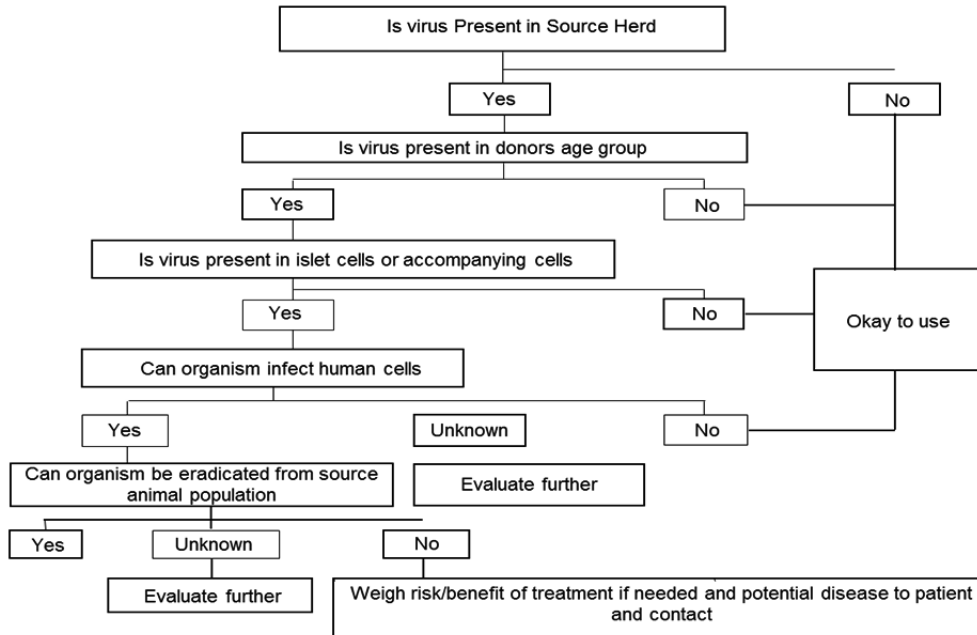 Is virus Present in Source Herd
Yes
No
Is virus present in donors age group
Yes
No
Is virus present in islet cells or accompanying cells
Yes
No
Okay to use
Can organism infect human cells
Yes
Unknown
No
Can organism be eradicated from source
animal population
Evaluate further
Yes
Unknown
No
Evaluate further
Weigh risk/benefit of treatment if needed and potential disease to patient
and contact